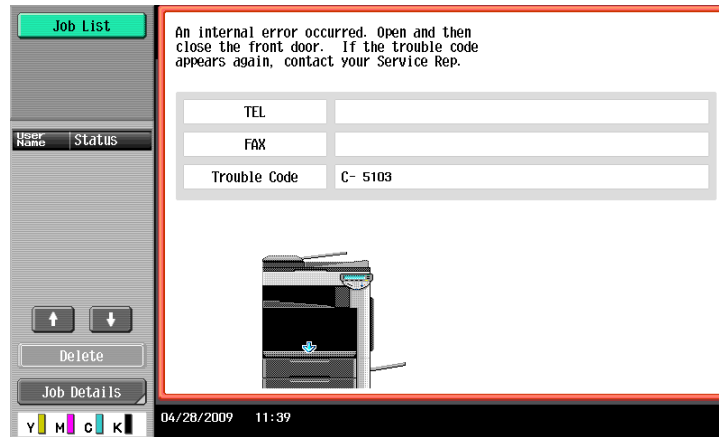 Job List
An internal error occurred. Open and then
close the front door. If the trouble code
appears again, contact your Service Rep.
TEL
FAX
Trouble Code C- 5103
User Name Status
Delete
Job Details
Y M C K
04/28/2009 11:39